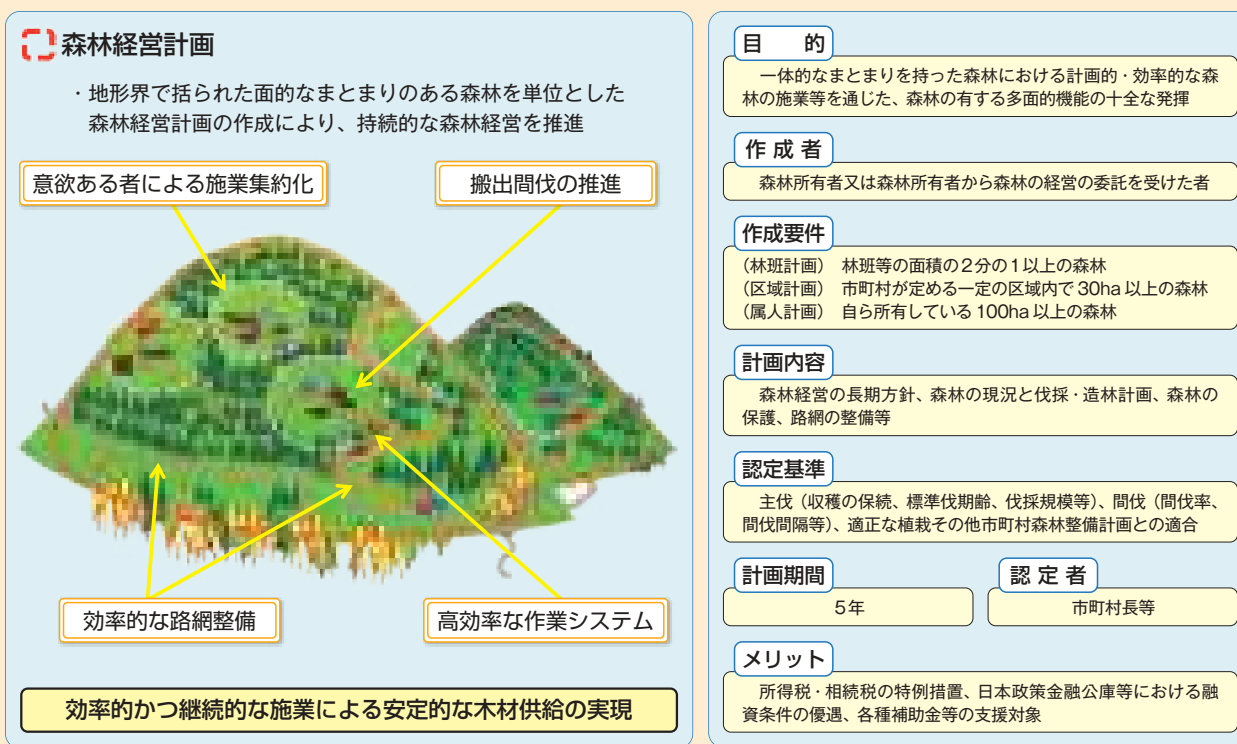 森林経営計画
・地形界で括られた面的なまとまりのある森林を単位とした
森林経営計画の作成により、持続的な森林経営を推進
意欲ある者による施業集約化
搬出間伐の推進
効率的な路網整備
高効率な作業システム
効率的かつ継続的な施業による安定的な木材供給の実現
目 的
一体的なまとまりを持った森林における計画的・効率的な森
林の施業等を通じた、森林の有する多面的機能の十全な発揮
作 成 者
森林所有者又は森林所有者から森林の経営の委託を受けた者
作成要件
(林班計画) 林班等の面積の2分の1以上の森林
(区域計画) 市町村が定める一定の区域内で30ha以上の森林
(属人計画) 自ら所有している100ha以上の森林
計画内容
森林経営の長期方針、森林の現況と伐採・造林計画、森林の
保護、路網の整備等
認定基準
主伐(収穫の保続、標準伐期齢、伐採規模等)、間伐(間伐率、
間伐間隔等)、適正な植栽その他市町村森林整備計画との適合
計画期間
5年
認 定 者
市町村長等
メリット
所得税・相続税の特例措置、日本政策金融公庫等における融
資条件の優遇、各種補助金等の支援対象